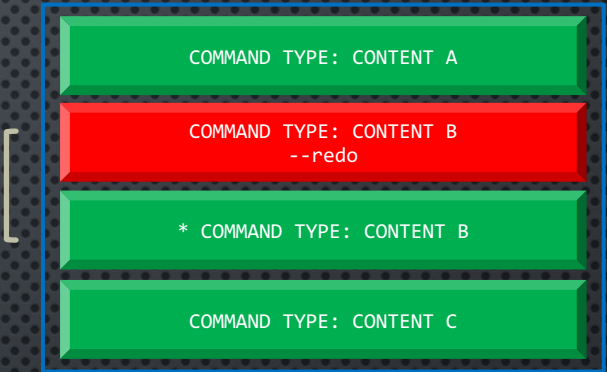 COMMAND TYPE: CONTENT A
COMMAND TYPE: CONTENT B
--redo
* COMMAND TYPE: CONTENT B
COMMAND TYPE: CONTENT C